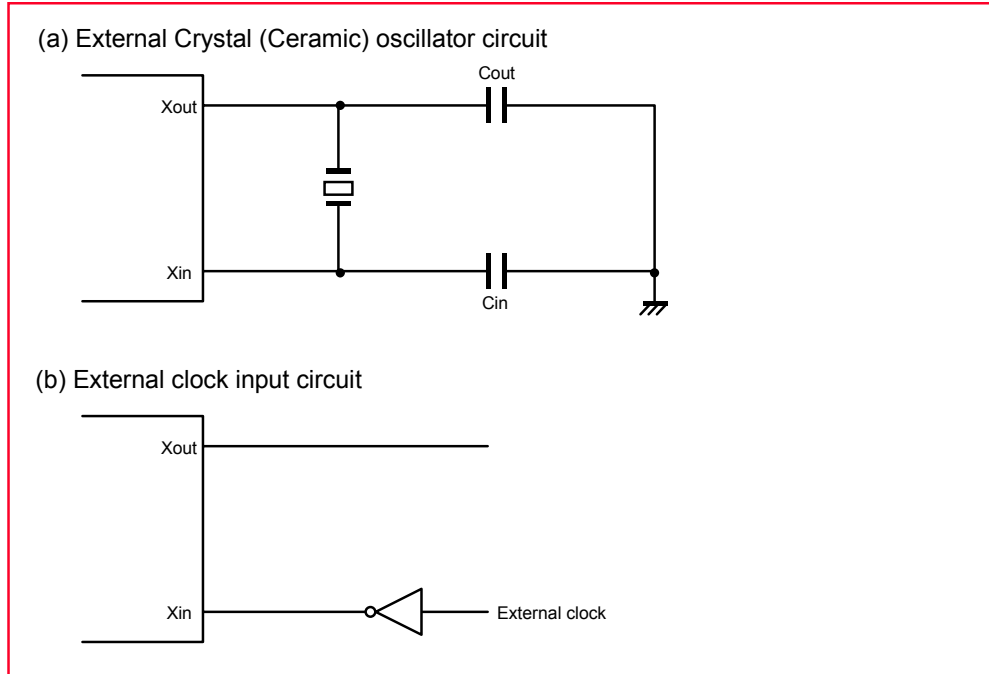 (a) External Crystal (Ceramic) oscillator circuit
Cout
Xout
Xin
Cin
(b) External clock input circuit
Xout
Xin
External clock